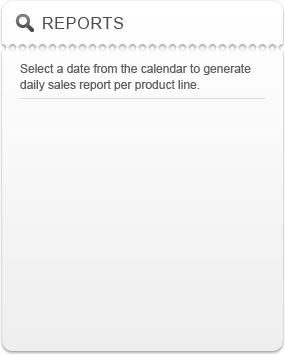 REPORTS
Select a date from the calendar to generate
daily sales report per product line.